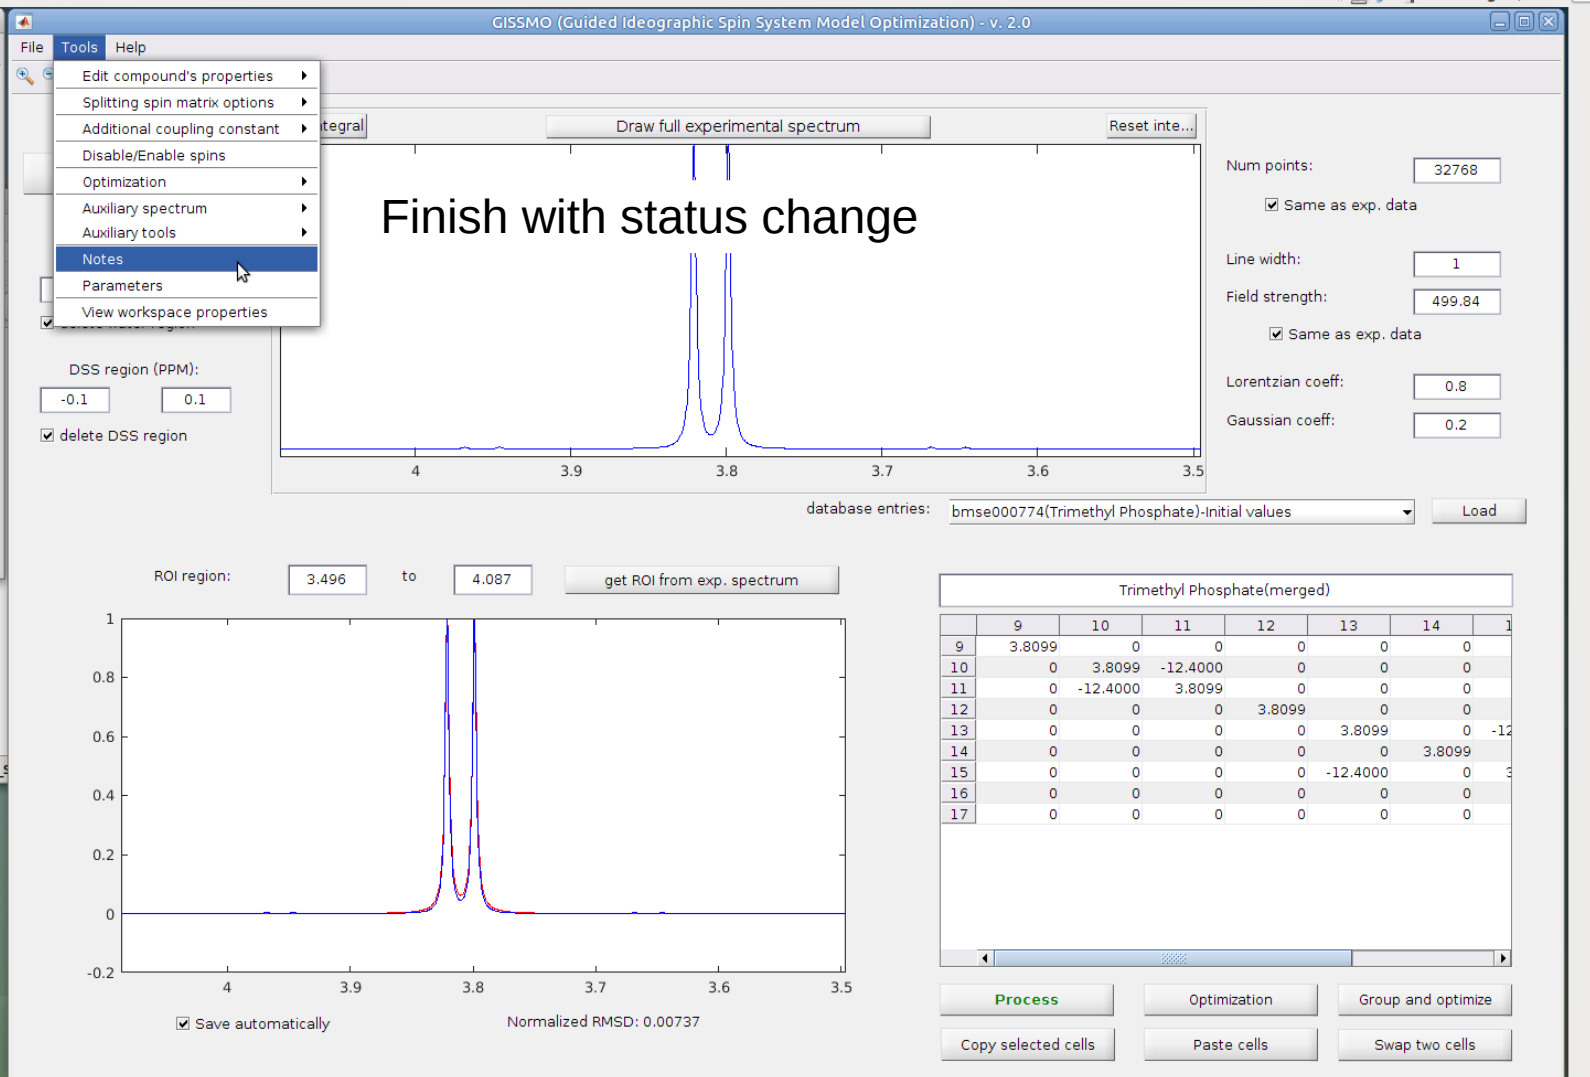 GISSMO (Guided Ideographic Spin System Model Optimization) - v. 2.0
File Tools Help
Edit compound's properties
Splitting spin matrix options
Additional coupling constant
Disable/Enable spins
Optimization
Auxiliary spectrum
Auxiliary tools
Notes
Parameters
View workspace properties
Draw full experimental spectrum
Reset inte...
Finish with status change
4 3.9 3.8 3.7 3.6 3.5
DSS region (PPM):
-0.1 0.1
delete DSS region
Num points: 32768
Same as exp. data
Line width: 1
Field strength: 499.84
Same as exp. data
Lorentzian coeff: 0.8
Gaussian coeff: 0.2
database entries: bmse000774(Trimethyl Phosphate)-Initial values Load
ROI region: 3.496 to 4.087 get ROI from exp. spectrum
1
0.8
0.6
0.4
0.2
0
-0.2
4 3.9 3.8 3.7 3.6 3.5
Save automatically Normalized RMSD: 0.00737
Trimethyl Phosphate(merged)
9 10 11 12 13 14
9 3.8099 0 0 0 0 0
10 0 3.8099 -12.4000 0 0 0
11 0 -12.4000 3.8099 0 0 0
12 0 0 0 3.8099 0 0
13 0 0 0 0 3.8099 0 -12
14 0 0 0 0 0 3.8099
15 0 0 0 0 -12.4000 0
16 0 0 0 0 0 0
17 0 0 0 0 0 0
Process Optimization Group and optimize
Copy selected cells Paste cells Swap two cells